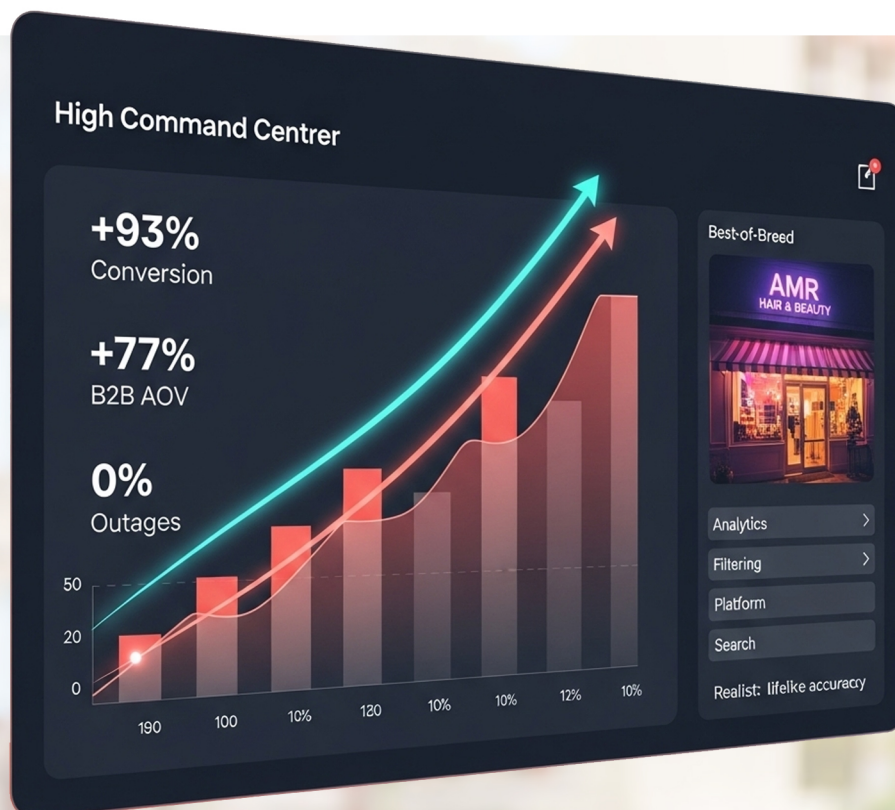 High Command Centrer
+93%
Conversion
+77%
B2B AOV
0%
Outages
50
20
0
190
100
10%
120
10%
10%
12%
10%
Best-of-Breed
AMR
HAIR & BEAUTY
Analytics
Filtering
Platform
Search
Realist: lifelike accuracy